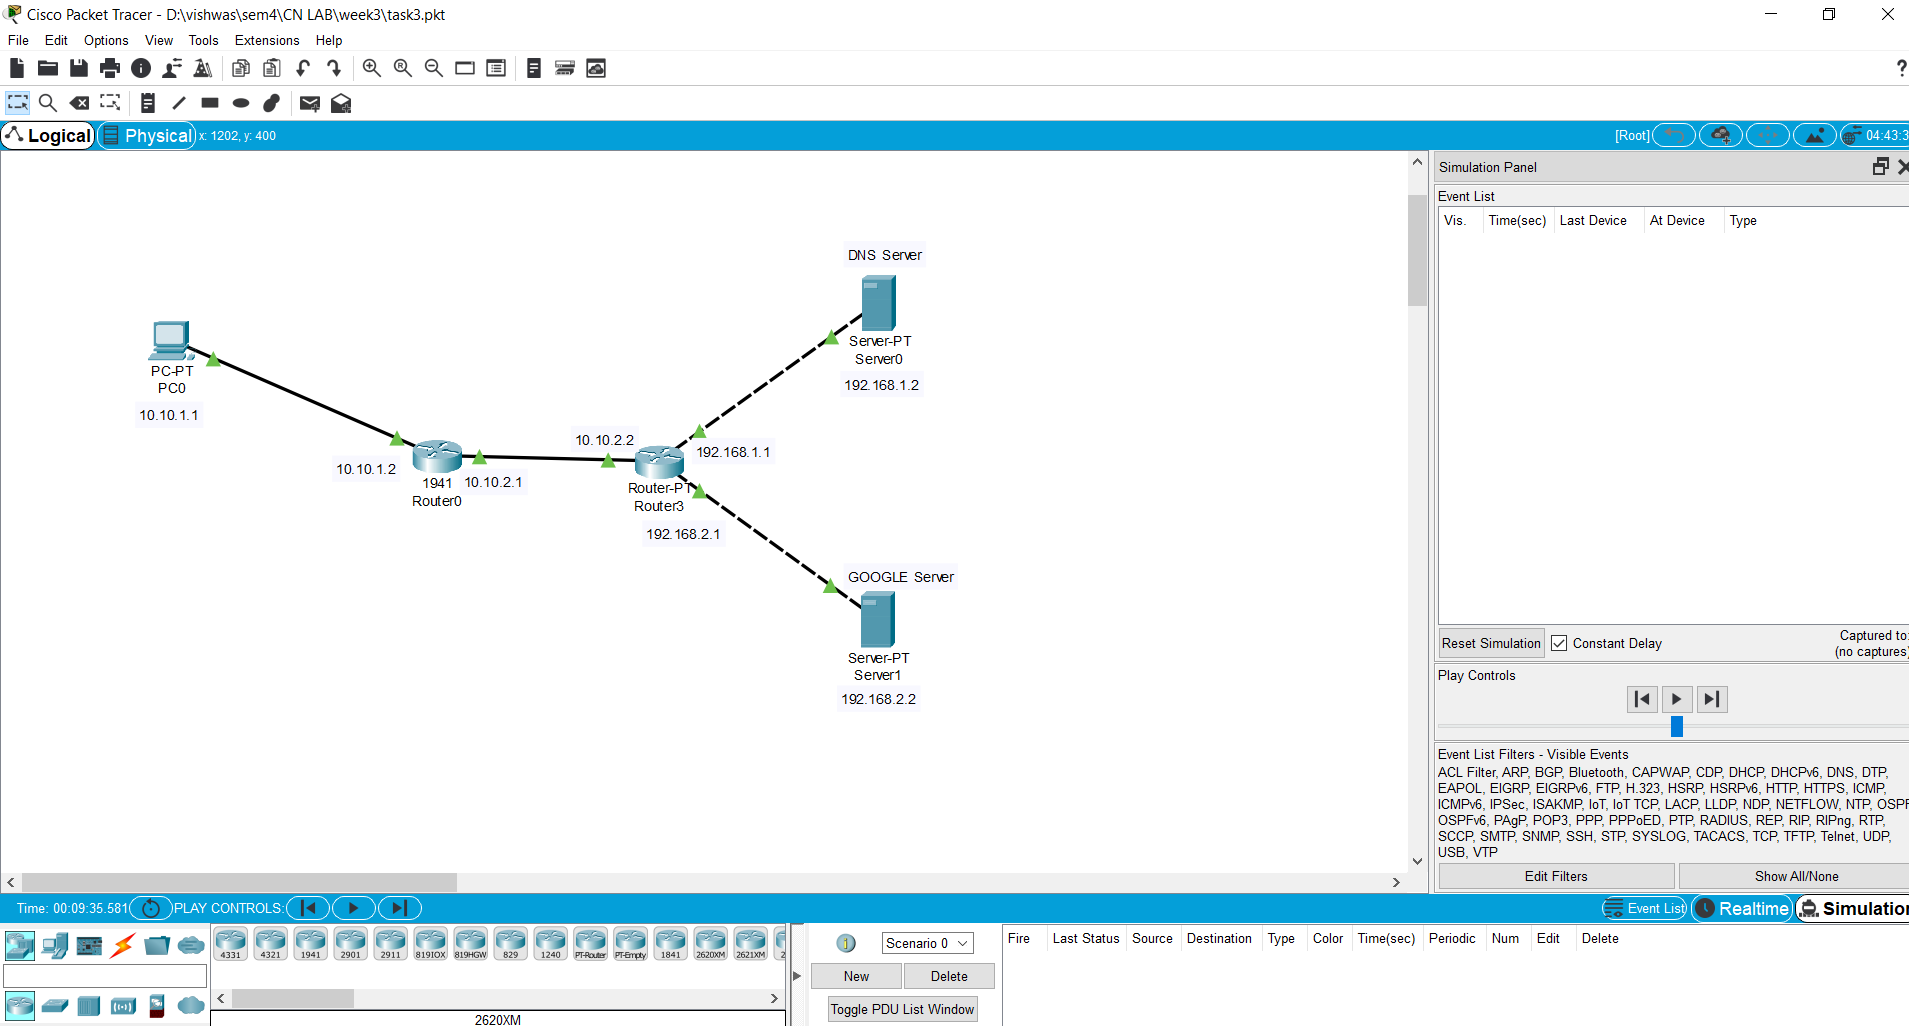 Cisco Packet Tracer - D:\vishwas\sem4\CN LAB\week3\task3.pkt
File Edit Options View Tools Extensions Help
?
Logical Physical x: 1202, y: 400 [Root] 04:43:3
Simulation Panel
Event List
Vis. Time(sec) Last Device At Device Type
DNS Server
Server-PT
Server0
192.168.1.2
PC-PT
PC0
10.10.1.1
10.10.1.2
1941
Router0
10.10.2.1
10.10.2.2
192.168.1.1
Router-PT
Router3
192.168.2.1
GOOGLE Server
Server-PT
Server1
192.168.2.2
Reset Simulation Constant Delay Captured to:
(no captures)
Play Controls
Event List Filters - Visible Events
ACL Filter, ARP, BGP, Bluetooth, CAPWAP, CDP, DHCP, DHCPv6, DNS, DTP,
EAPOL, EIGRP, EIGRPv6, FTP, H.323, HSRP, HSRPv6, HTTP, HTTPS, ICMP,
ICMPv6, IPSec, ISAKMP, IoT, IoT TCP, LACP, LLDP, NDP, NETFLOW, NTP, OSPF
OSPFv6, PAgP, POP3, PPP, PPPoED, PTP, RADIUS, REP, RIP, RIPng, RTP,
SCCP, SMTP, SNMP, SSH, STP, SYSLOG, TACACS, TCP, TFTP, Telnet, UDP,
USB, VTP
Edit Filters Show All/None
Time: 00:09:35.581 PLAY CONTROLS: Event List Realtime Simulation
4331 4321 1941 2901 2911 819IOX 819HGW 829 1240 PT-Router PT-Empty 1841 2620XM 2621XM 2
2620XM
Scenario 0
New Delete
Toggle PDU List Window
Fire Last Status Source Destination Type Color Time(sec) Periodic Num Edit Delete